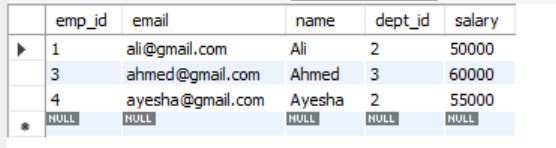 emp_id email name dept_id salary
1 ali@gmail.com Ali 2 50000
3 ahmed@gmail.com Ahmed 3 60000
4 ayesha@gmail.com Ayesha 2 55000
NULL NULL NULL NULL NULL